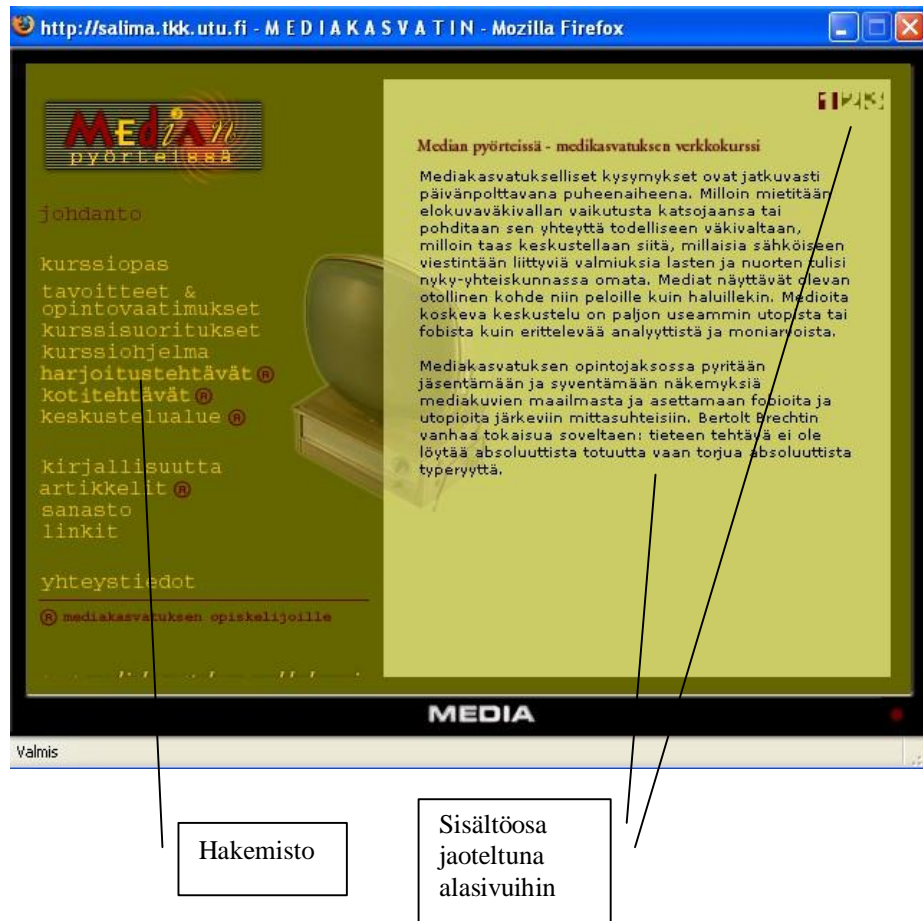 http://salima.tkk.utu.fi - M E D I A K A S V A T I N - Mozilla Firefox
MEdiAn
pyörteissä
johdanto
kurssiopas
tavoitteet &
opintovaatimukset
kurssisuoritukset
kurssiohjelma
harjoitustehtävät ®
kotitehtävät ®
keskustelualue ®
kirjallisuutta
artikkelit ®
sanasto
linkit
yhteystiedot
® mediakasvatuksen opiskelijoille
1 2 3
Median pyörteissä - medikasvatuksen verkkokurssi
Mediakasvatukselliset kysymykset ovat jatkuvasti
päivänpolttavana puheenaiheena. Milloin mietitään
elokuvaväkivallan vaikutusta katsojaansa tai
pohditaan sen yhteyttä todelliseen väkivaltaan,
milloin taas keskustellaan siitä, millaisia sähköiseen
viestintään liittyviä valmiuksia lasten ja nuorten tulisi
nyky-yhteiskunnassa omata. Mediat näyttävät olevan
otollinen kohde niin peloille kuin haluillekin. Medioita
koskeva keskustelu on paljon useammin utopista tai
fobista kuin erittelevää analyyttistä ja moniarvoista.
Mediakasvatuksen opintojaksossa pyritään
jäsentämään ja syventämään näkemyksiä
mediakuvien maailmasta ja asettamaan fobioita ja
utopioita järkeviin mittasuhteisiin. Bertolt Brechtin
vanhaa tokaisua soveltaen: tieteen tehtävä ei ole
löytää absoluuttista totuutta vaan torjua absoluuttista
typeryyttä.
MEDIA
Valmis
Hakemisto
Sisältöosa
jaoteltuna
alasivuihin